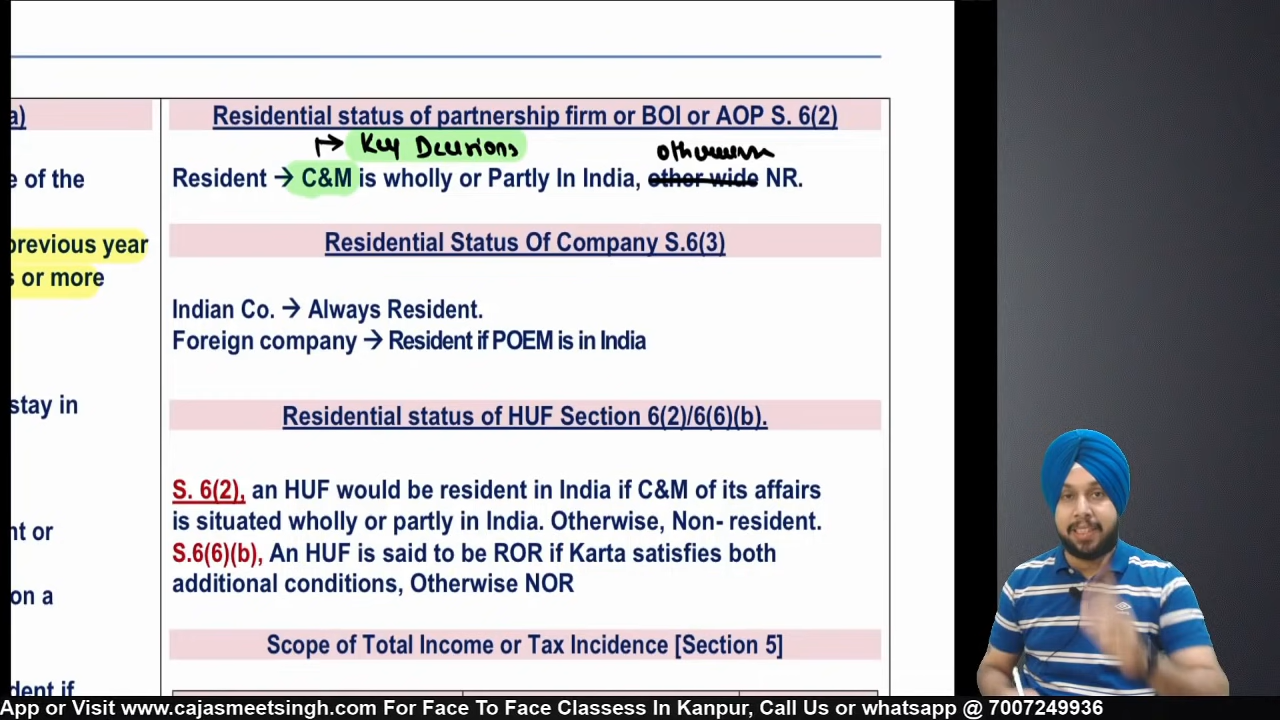 a)
e of the
previous year
s or more
stay in
nt or
on a
dent if
Residential status of partnership firm or BOI or AOP S. 6(2)
↦ Key Decisions
otherwise
Resident → C&M is wholly or Partly In India, other wide NR.
Residential Status Of Company S.6(3)
Indian Co. → Always Resident.
Foreign company → Resident if POEM is in India
Residential status of HUF Section 6(2)/6(6)(b).
S. 6(2), an HUF would be resident in India if C&M of its affairs
is situated wholly or partly in India. Otherwise, Non- resident.
S.6(6)(b), An HUF is said to be ROR if Karta satisfies both
additional conditions, Otherwise NOR
Scope of Total Income or Tax Incidence [Section 5]
App or Visit www.cajasmeetsingh.com For Face To Face Classess In Kanpur, Call Us or whatsapp @ 7007249936